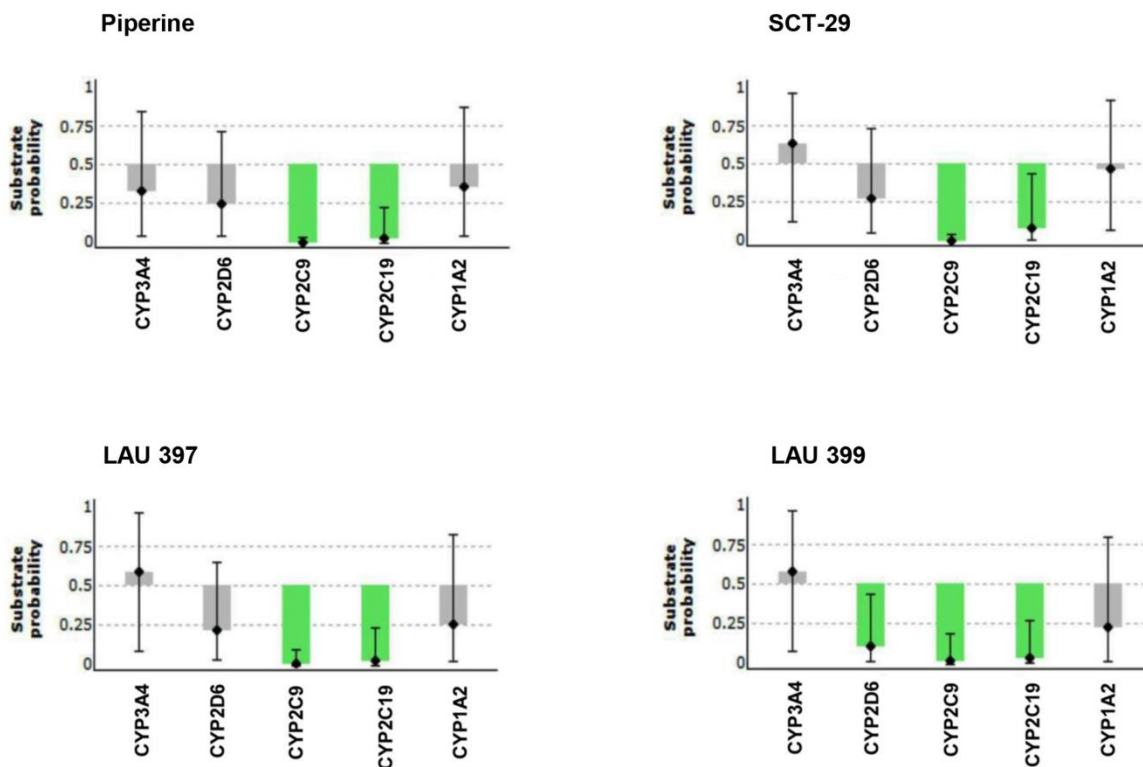 Piperine
Substrate
probability
1
0.75
0.5
0.25
0
CYP3A4
CYP2D6
CYP2C9
CYP2C19
CYP1A2
SCT-29
Substrate
probability
1
0.75
0.5
0.25
0
CYP3A4
CYP2D6
CYP2C9
CYP2C19
CYP1A2
LAU 397
Substrate
probability
1
0.75
0.5
0.25
0
CYP3A4
CYP2D6
CYP2C9
CYP2C19
CYP1A2
LAU 399
Substrate
probability
1
0.75
0.5
0.25
0
CYP3A4
CYP2D6
CYP2C9
CYP2C19
CYP1A2